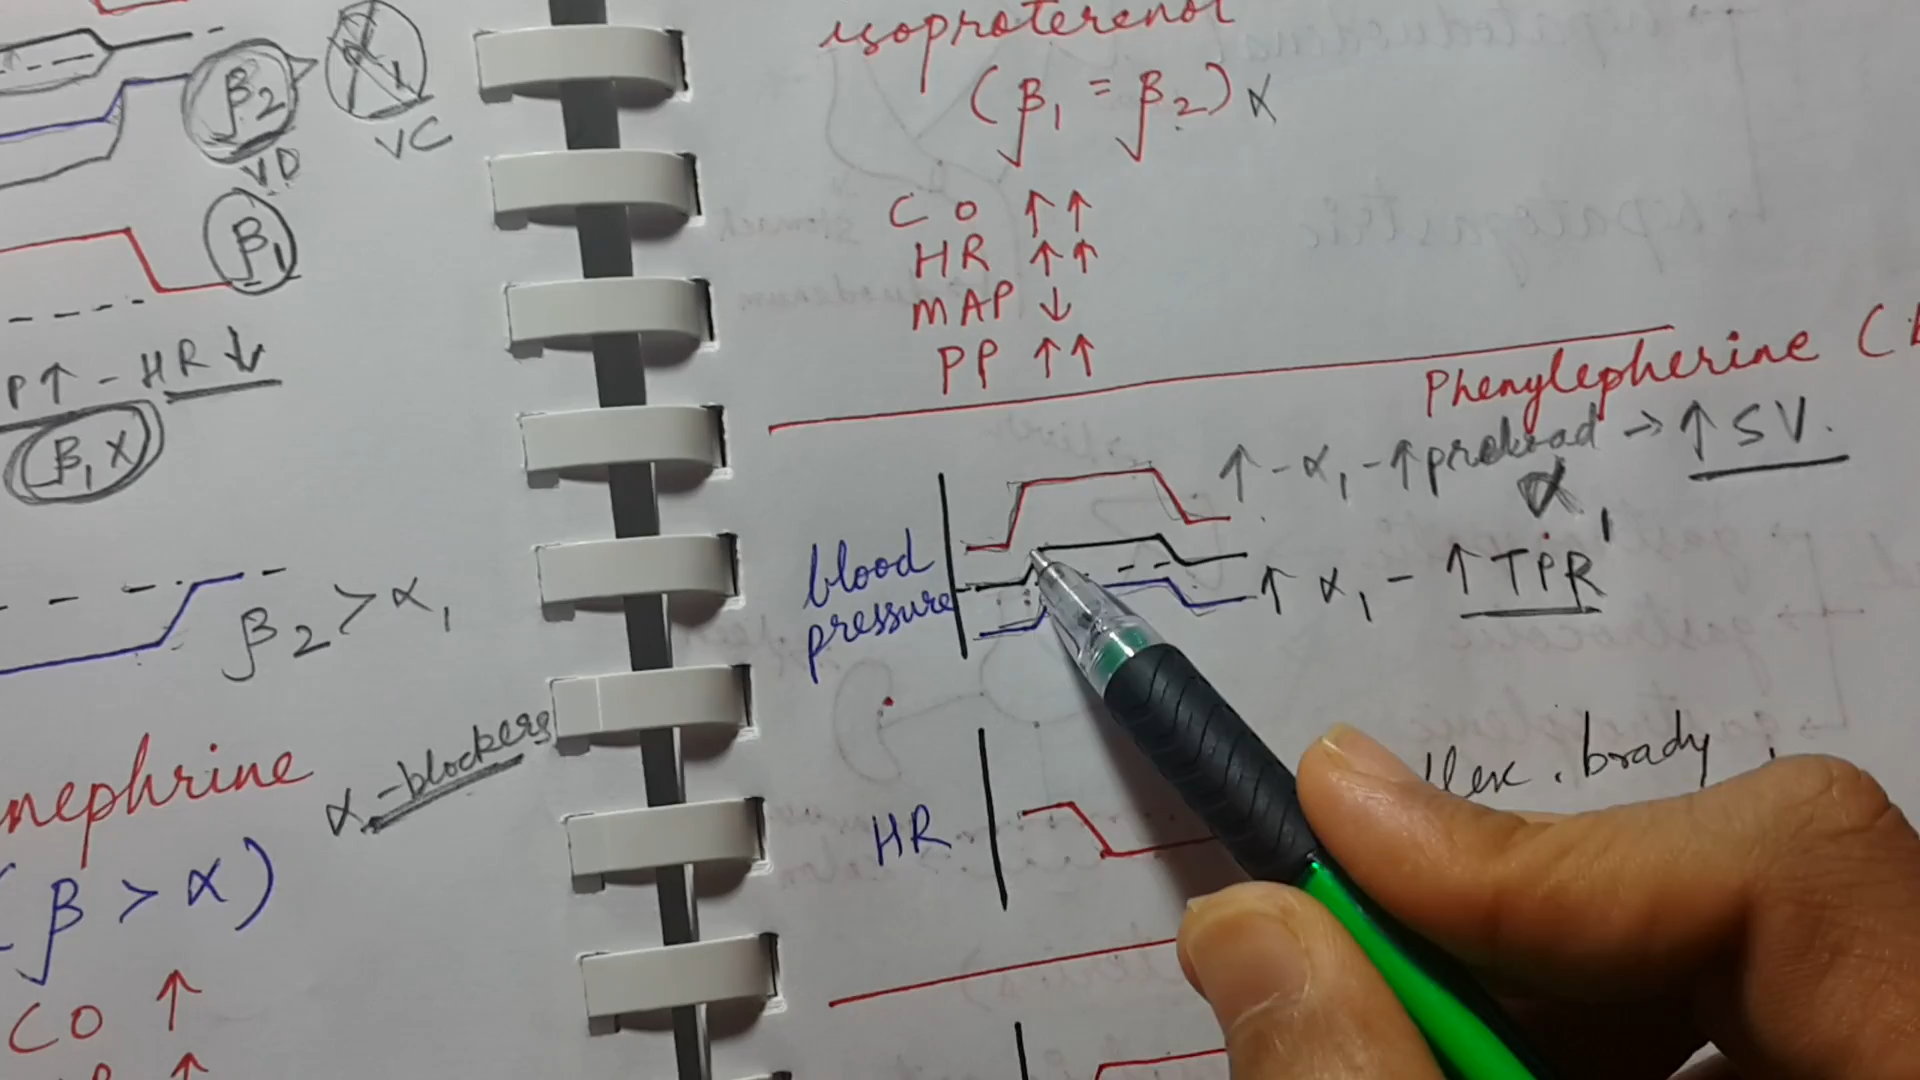 β2
VD
VC
β1
P↑ - HR↓
β1 X
β2 > α1
nephrine
α-blockers
(β > α)
CO ↑
isoproterenol
(β1 = β2) α
CO ↑↑
HR ↑↑
MAP ↓
PP ↑↑
Phenylepherine (
↑ - α1 - ↑ preload → ↑ SV.
α1
blood
pressure
↑ α1 - ↑ TPR
brady
HR